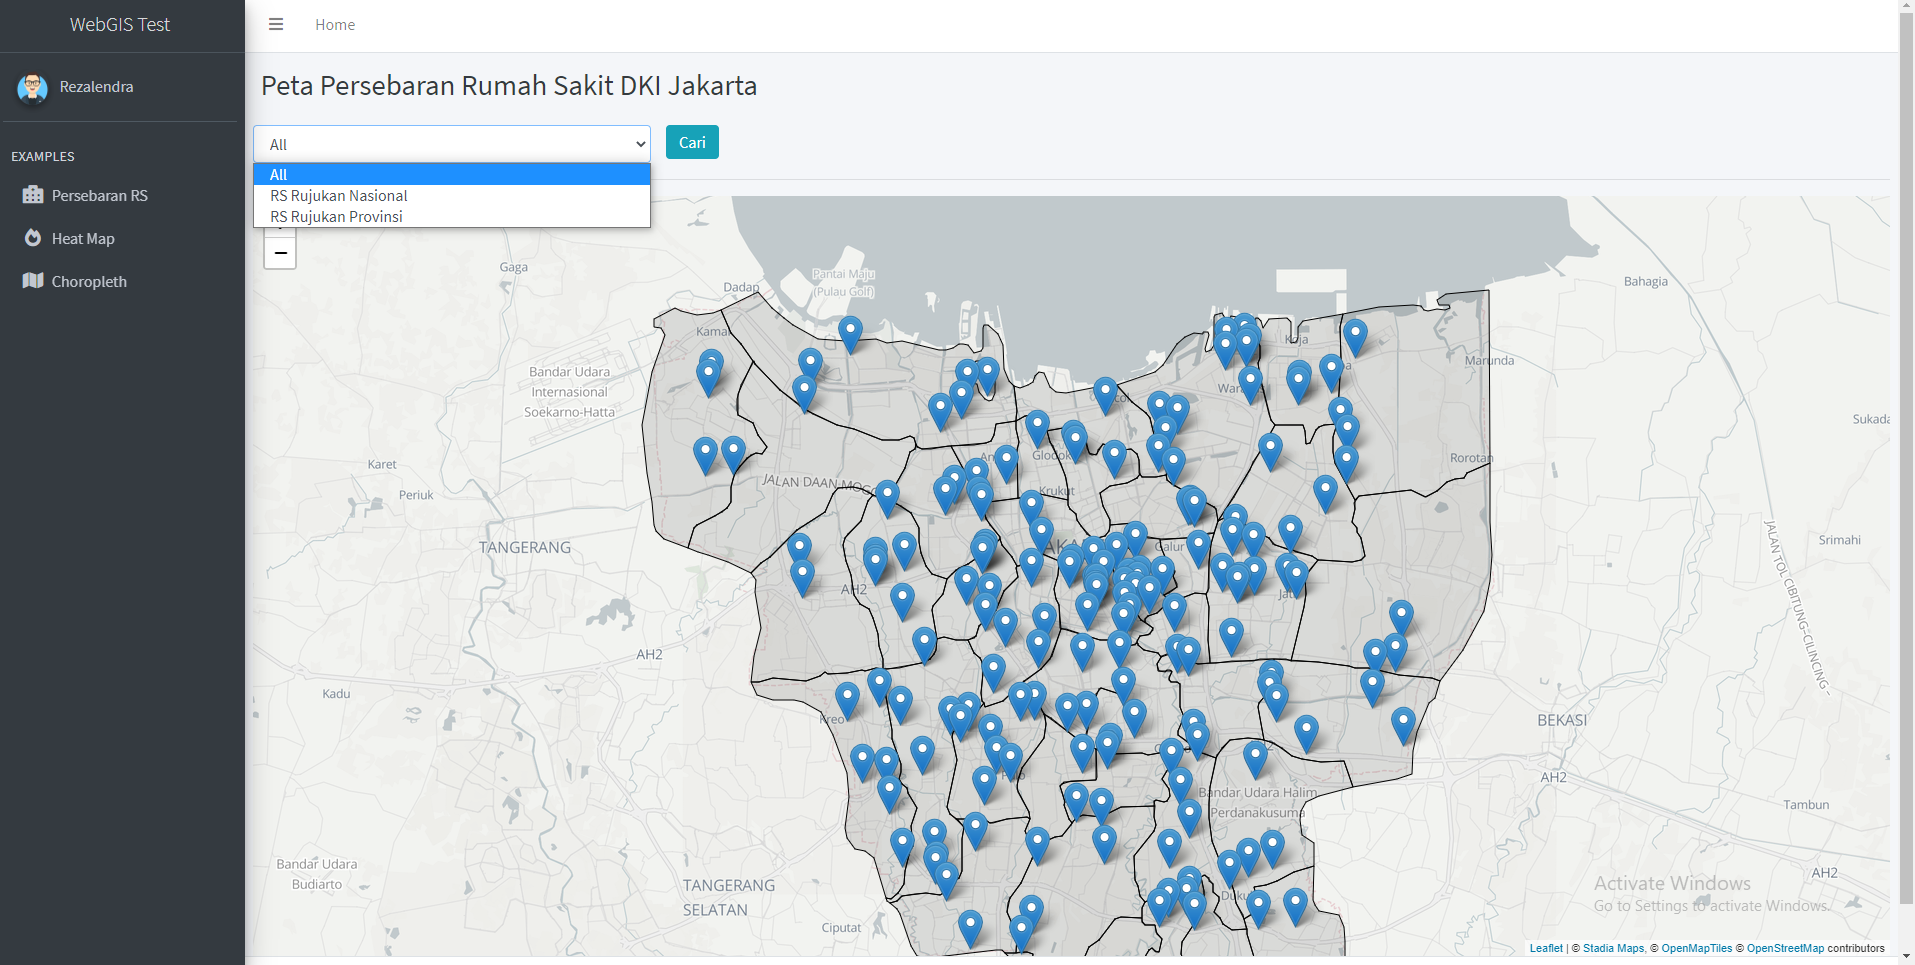 WebGIS Test
Home
Rezalendra
EXAMPLES
Persebaran RS
Heat Map
Choropleth
Peta Persebaran Rumah Sakit DKI Jakarta
All
Cari
All
RS Rujukan Nasional
RS Rujukan Provinsi
−
Gaga
Pantai Maju
(Pulau Golf)
Dadap
Bahagia
Marunda
Bandar Udara
Internasional
Soekarno-Hatta
Sukada
Glodok
Karet
Rorotan
Periuk
JALAN DAAN MOGO
Krukut
TANGERANG
Galur
Srimahi
JALAN TOL CIBITUNG-CILINCING -
AH2
AH2
Kadu
Kreo
BEKASI
AH2
Bandar Udara Halim
Perdanakusuma
Tambun
Bandar Udara
Budiarto
TANGERANG
SELATAN
AH2
Ciputat
Activate Windows
Go to Settings to activate Windows.
Leaflet | © Stadia Maps, © OpenMapTiles © OpenStreetMap contributors